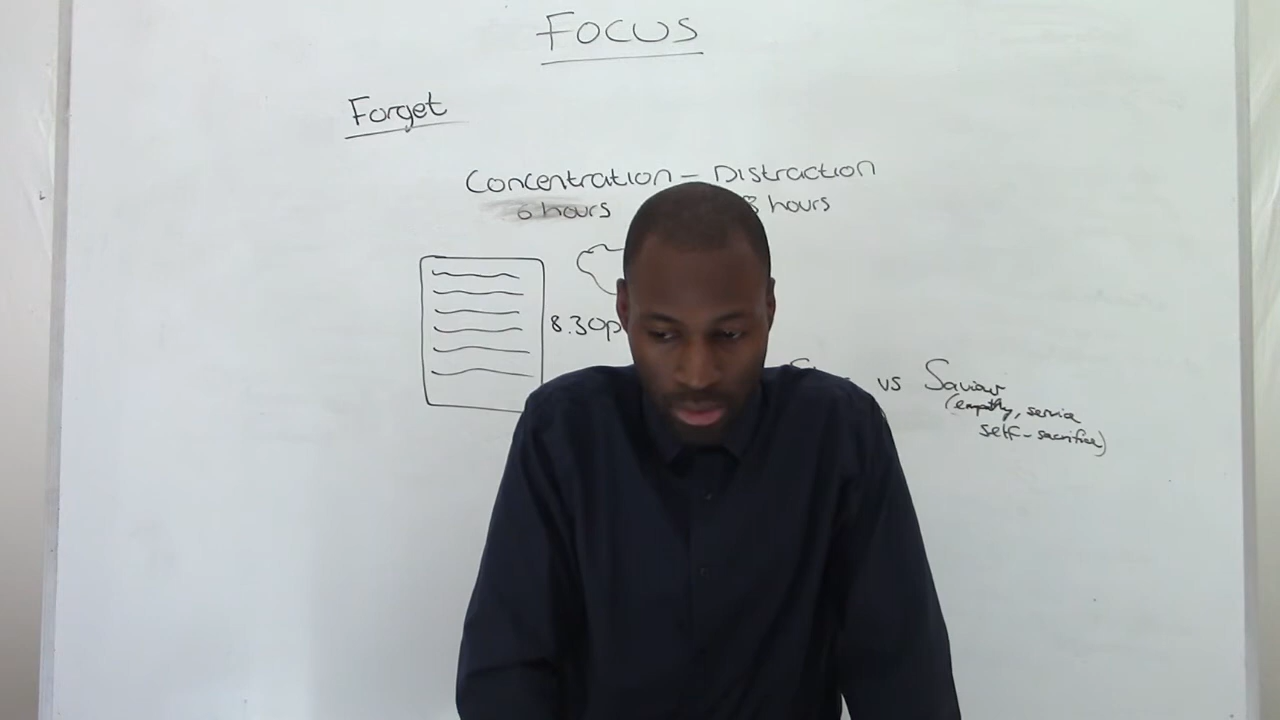 FOCUS
Forget
Concentration - Distraction
6 hours
hours
8.30p
vs Saviour
(empathy, service
self-sacrifice)